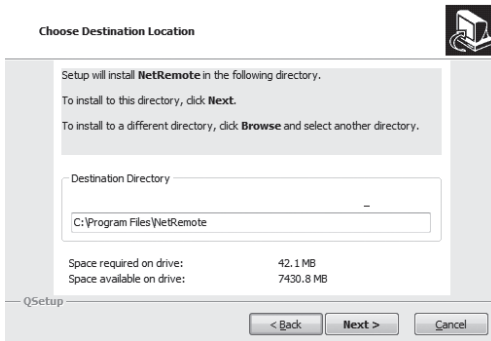 Choose Destination Location
Setup will install NetRemote in the following directory.
To install to this directory, click Next.
To install to a different directory, click Browse and select another directory.
Destination Directory
C:\Program Files\NetRemote
Space required on drive: 42.1 MB
Space available on drive: 7430.8 MB
QSetup
< Back Next > Cancel